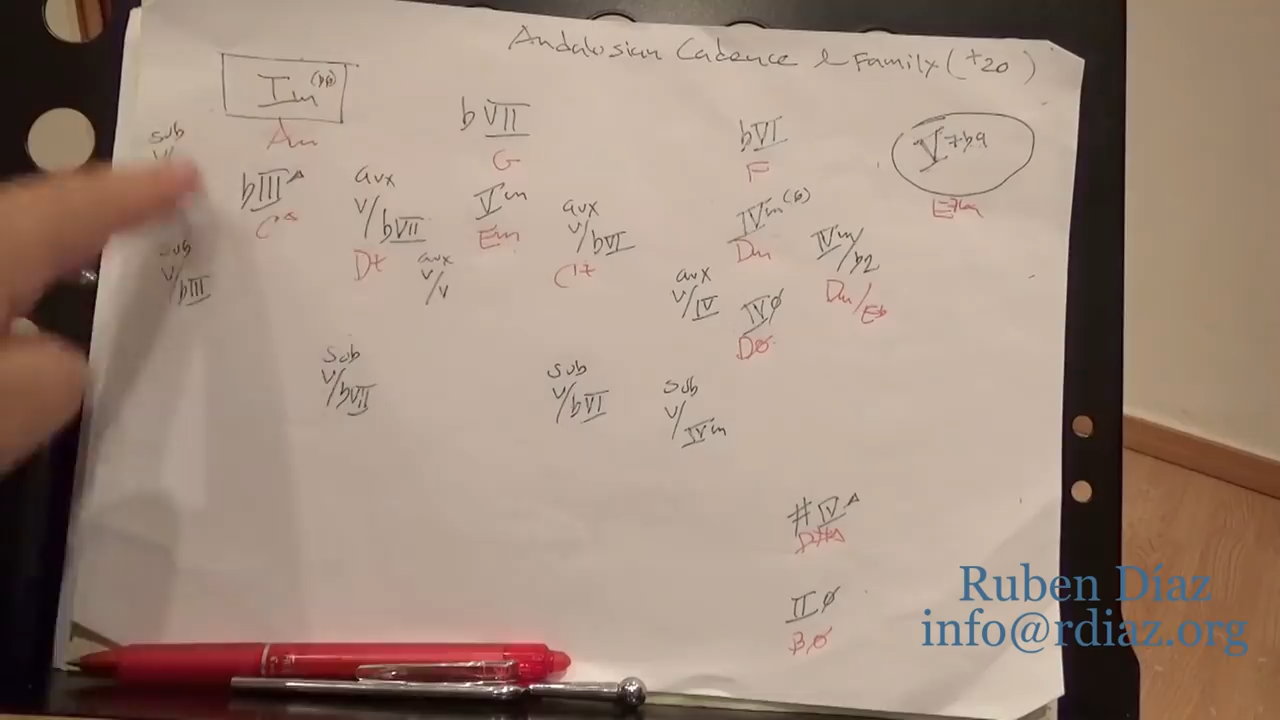 Andalusian Cadence & Family (+20)
Im
Am
bVII
G
bVI
F
V7b9
sub
V/
bIIIΔ
CΔ
aux
V/bVII
D7
Vm
Em
aux
V/bVI
C7
IVm(6)
Dm
IVm/b2
Dm/Eb
sub
V/bIII
aux
V/V
aux
V/IV
IVø
Dø
sub
V/bVII
sub
V/bVI
sub
V/IVm
#IVΔ
D#Δ
IIø
Bø
Ruben Díaz
info@rdiaz.org